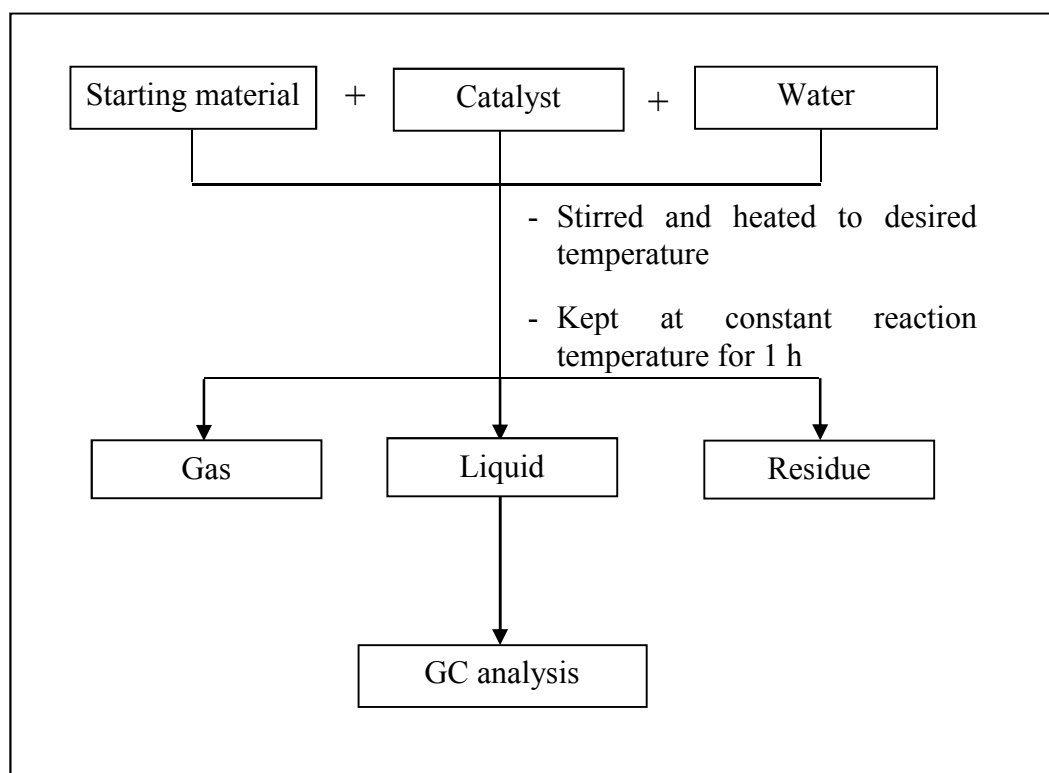 Starting material + Catalyst + Water
- Stirred and heated to desired
temperature
- Kept at constant reaction
temperature for 1 h
Gas Liquid Residue
GC analysis